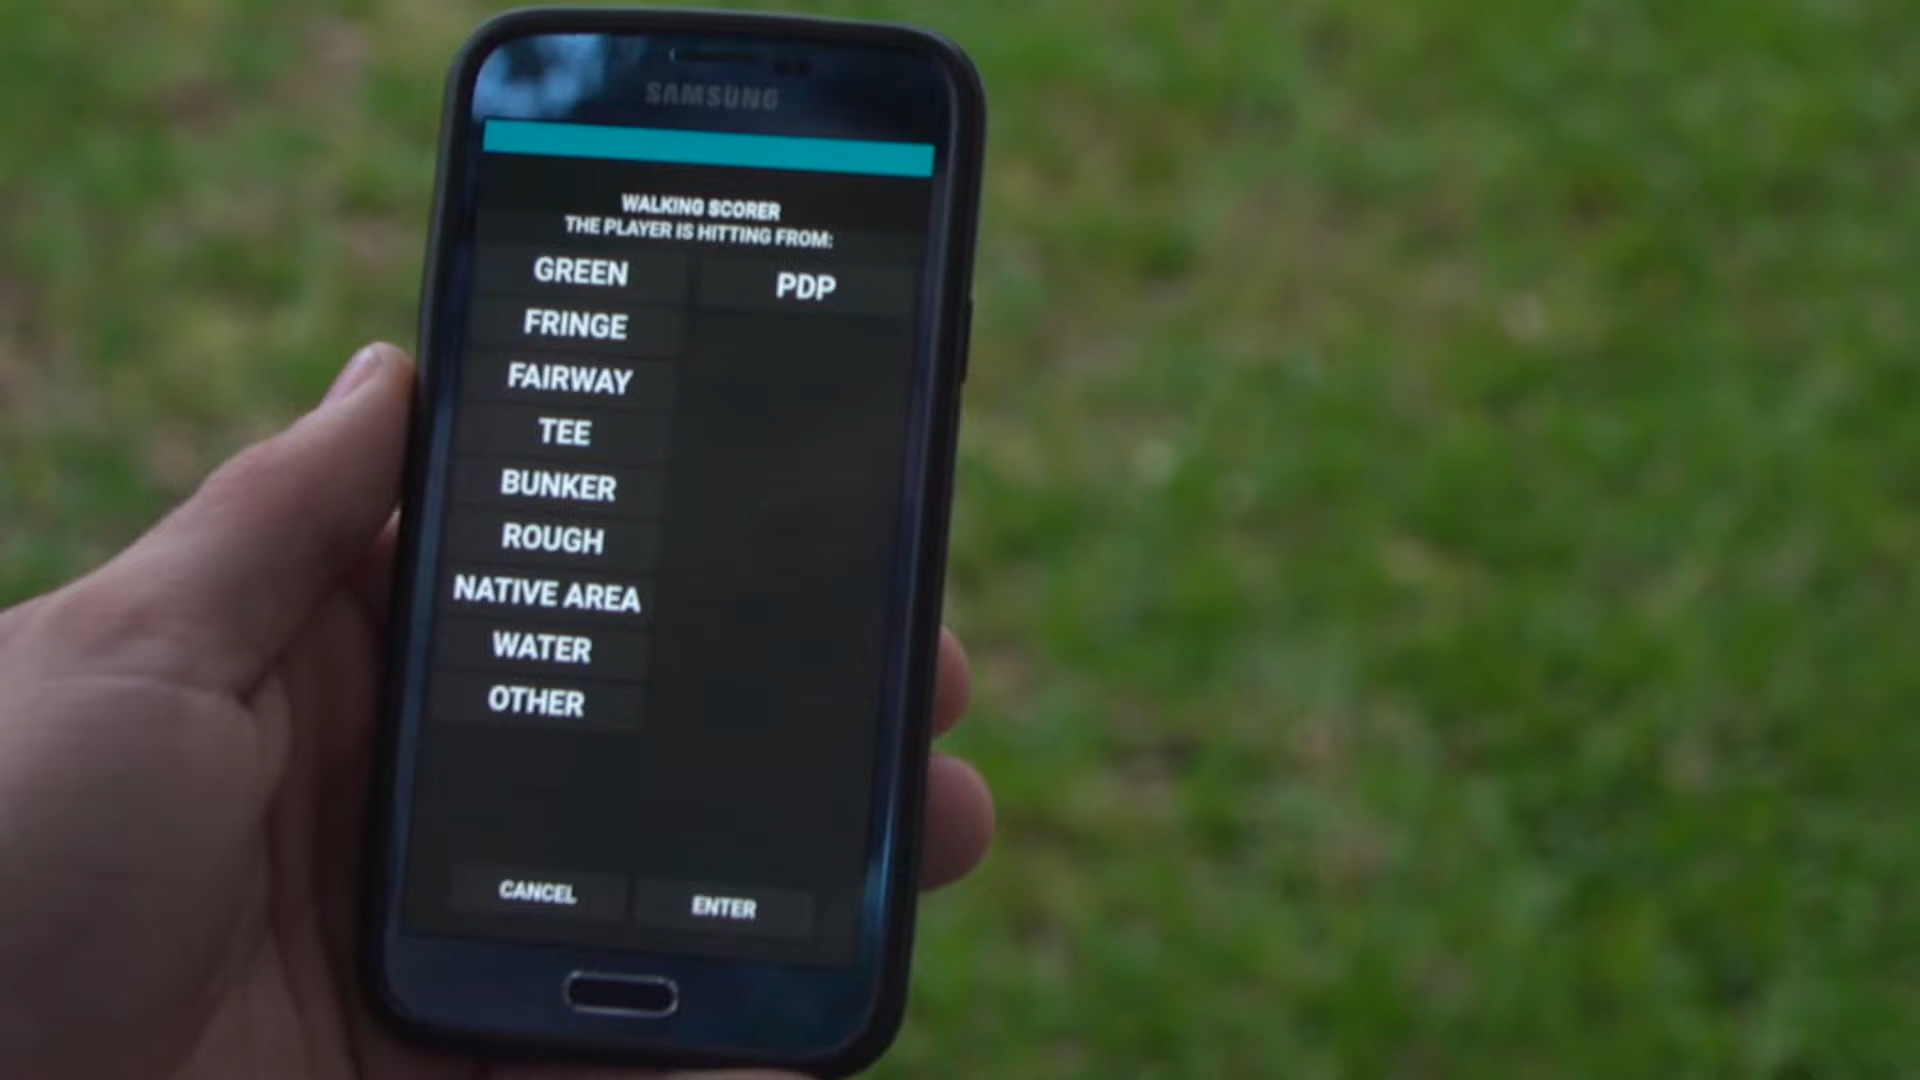 SAMSUNG
WALKING SCORER
THE PLAYER IS HITTING FROM:
GREEN
PDP
FRINGE
FAIRWAY
TEE
BUNKER
ROUGH
NATIVE AREA
WATER
OTHER
CANCEL
ENTER